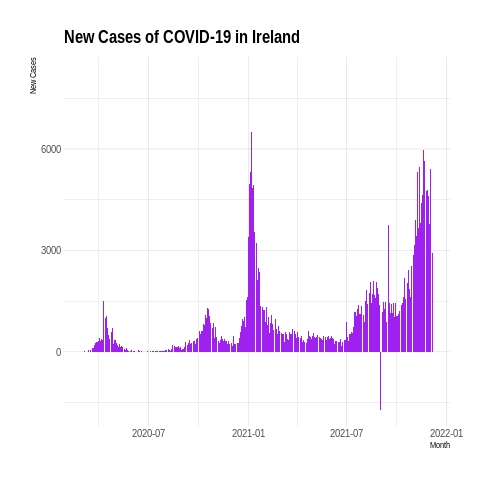 New Cases of COVID-19 in Ireland
New Cases
6000
3000
0
2020-07
2021-01
2021-07
2022-01
Month